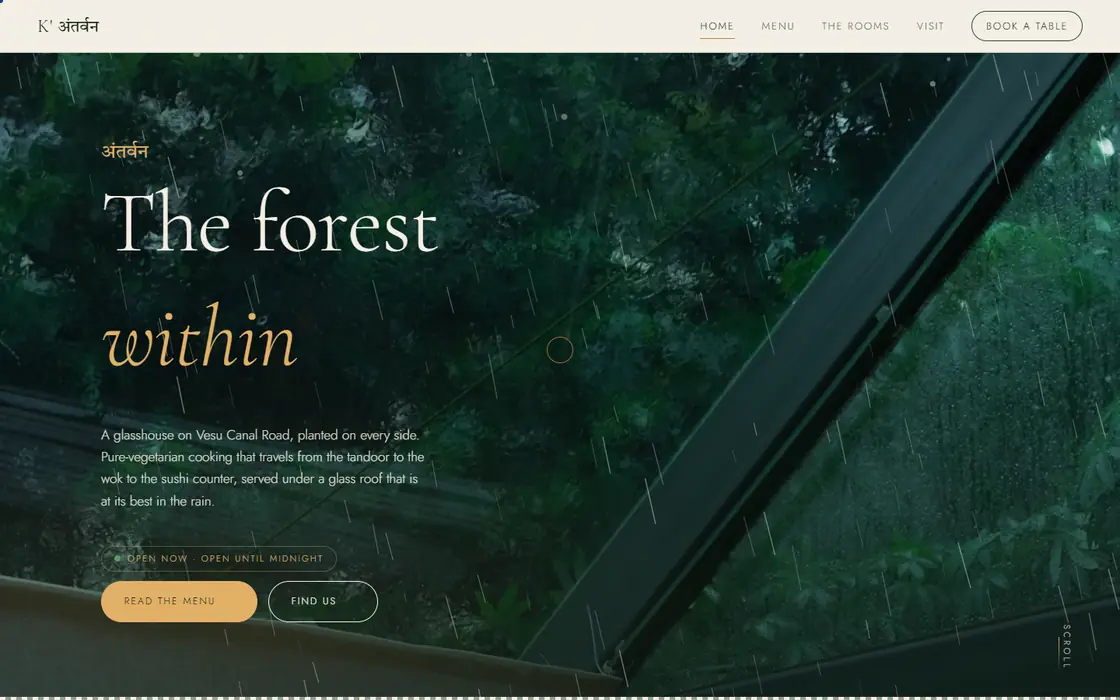 K' अंतर्वन
HOME
MENU
THE ROOMS
VISIT
BOOK A TABLE
अंतर्वन
The forest
within
A glasshouse on Vesu Canal Road, planted on every side.
Pure-vegetarian cooking that travels from the tandoor to the
wok to the sushi counter, served under a glass roof that is
at its best in the rain.
OPEN NOW · OPEN UNTIL MIDNIGHT
READ THE MENU
FIND US
SCROLL